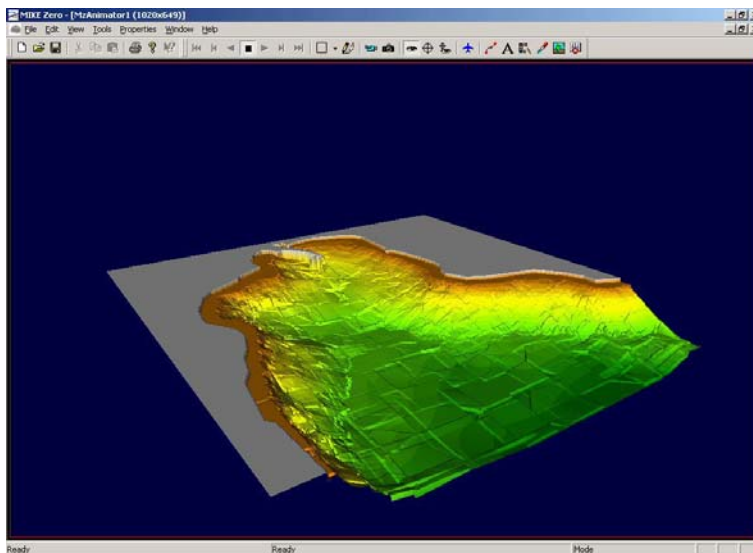 MIKE Zero - [MzAnimator1 (1020x649)]
File Edit View Tools Properties Window Help
Ready Ready Mode